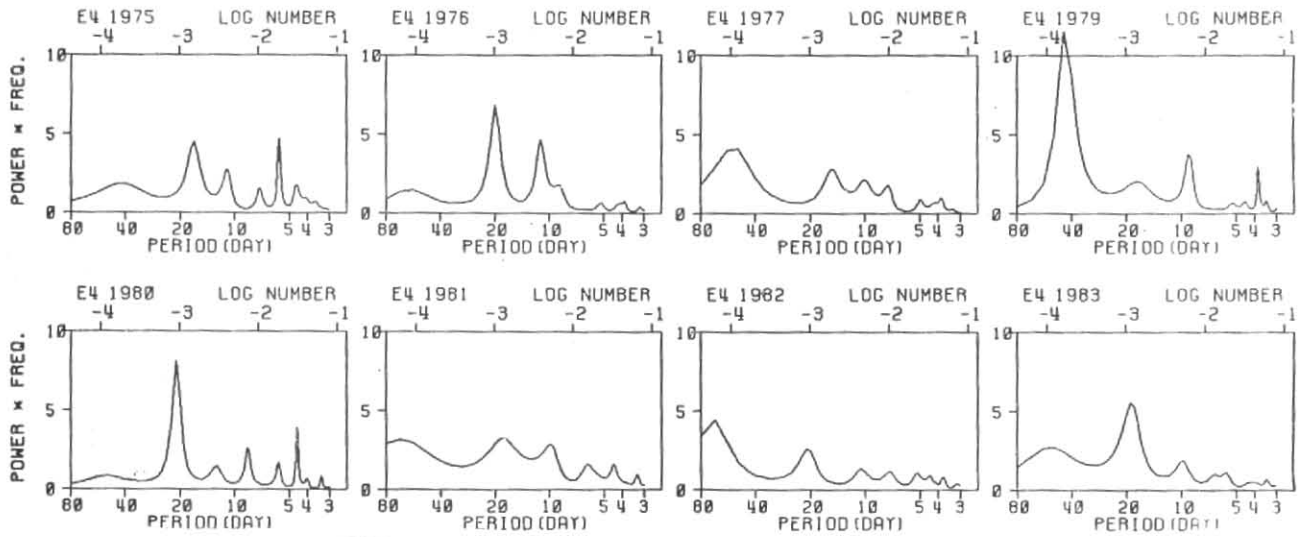 E4 1975 LOG NUMBER
-4 -3 -2 -1
10
5
0
POWER * FREQ.
80 40 20 10 5 4 3
PERIOD(DAY)
E4 1976 LOG NUMBER
-4 -3 -2 -1
10
5
0
80 40 20 10 5 4 3
PERIOD(DAY)
E4 1977 LOG NUMBER
-4 -3 -2 -1
10
5
0
80 40 20 10 5 4 3
PERIOD(DAY)
E4 1979 LOG NUMBER
-4 -3 -2 -1
10
5
0
80 40 20 10 5 4 3
PERIOD(DAY)
E4 1980 LOG NUMBER
-4 -3 -2 -1
10
5
0
POWER * FREQ.
80 40 20 10 5 4 3
PERIOD(DAY)
E4 1981 LOG NUMBER
-4 -3 -2 -1
10
5
0
80 40 20 10 5 4 3
PERIOD(DAY)
E4 1982 LOG NUMBER
-4 -3 -2 -1
10
5
0
80 40 20 10 5 4 3
PERIOD(DAY)
E4 1983 LOG NUMBER
-4 -3 -2 -1
10
5
0
80 40 20 10 5 4 3
PERIOD(DAY)